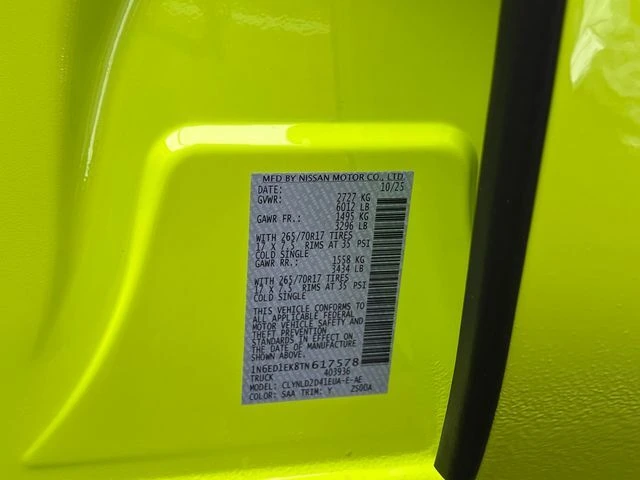 MFD BY NISSAN MOTOR CO., LTD.
DATE: 10/25
GVWR: 2727 KG
6012 LB
GAWR FR.: 1495 KG
3296 LB
WITH 265/70R17 TIRES
17 X 7.5 RIMS AT 35 PSI
COLD SINGLE
GAWR RR.: 1558 KG
3434 LB
WITH 265/70R17 TIRES
17 X 7.5 RIMS AT 35 PSI
COLD SINGLE
THIS VEHICLE CONFORMS TO
ALL APPLICABLE FEDERAL
MOTOR VEHICLE SAFETY AND
THEFT PREVENTION
STANDARDS IN EFFECT ON
THE DATE OF MANUFACTURE
SHOWN ABOVE.
1N6ED1EK8TN617578
TRUCK 403936
MODEL: CLYNLD2D41EUA-E-AE
COLOR: SAA TRIM: Y 2500A